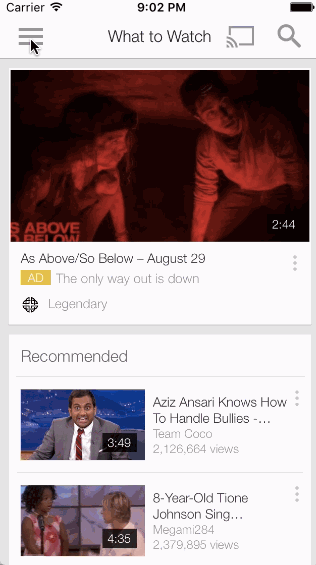 Carrier 9:02 PM
What to Watch
S ABOVE
O BELOW
2:44
As Above/So Below – August 29
AD The only way out is down
Legendary
Recommended
Aziz Ansari Knows How
To Handle Bullies -...
Team Coco
2,126,664 views
3:49
8-Year-Old Tione
Johnson Sing...
Megami284
2,379,895 views
4:35